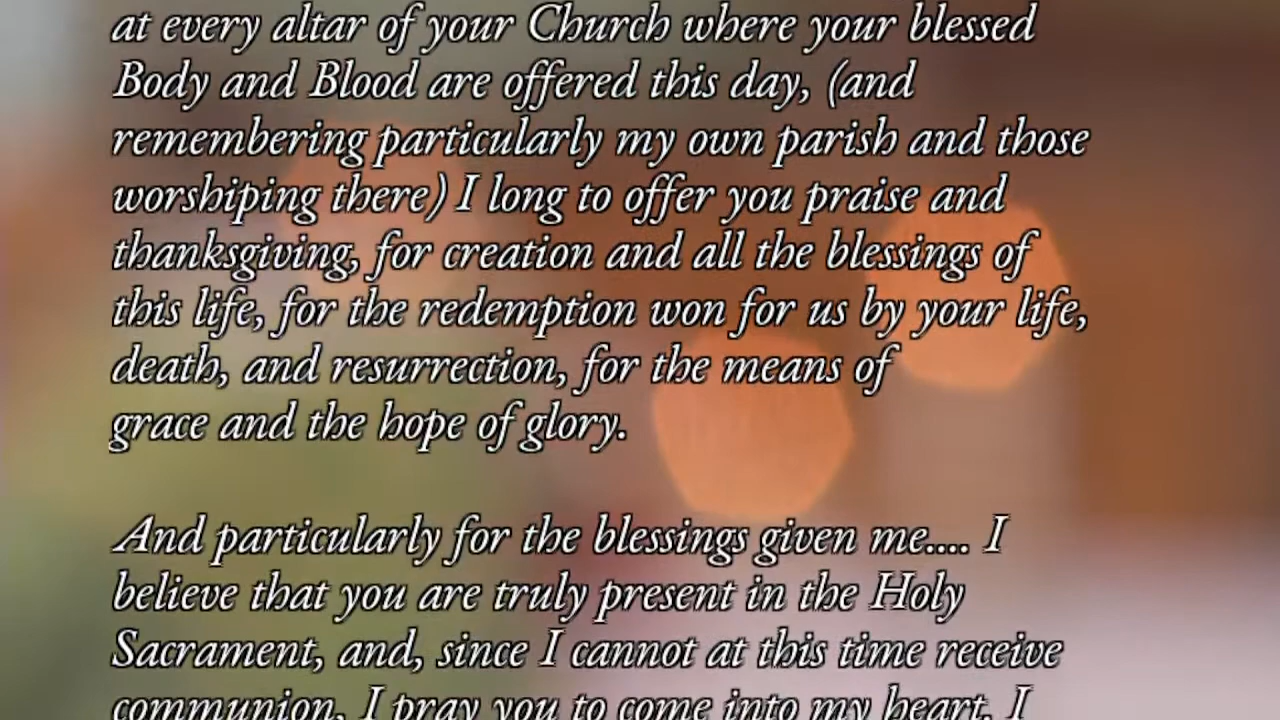 at every altar of your Church where your blessed
Body and Blood are offered this day, (and
remembering particularly my own parish and those
worshiping there) I long to offer you praise and
thanksgiving, for creation and all the blessings of
this life, for the redemption won for us by your life,
death, and resurrection, for the means of
grace and the hope of glory.
And particularly for the blessings given me.... I
believe that you are truly present in the Holy
Sacrament, and, since I cannot at this time receive
communion, I pray you to come into my heart. I